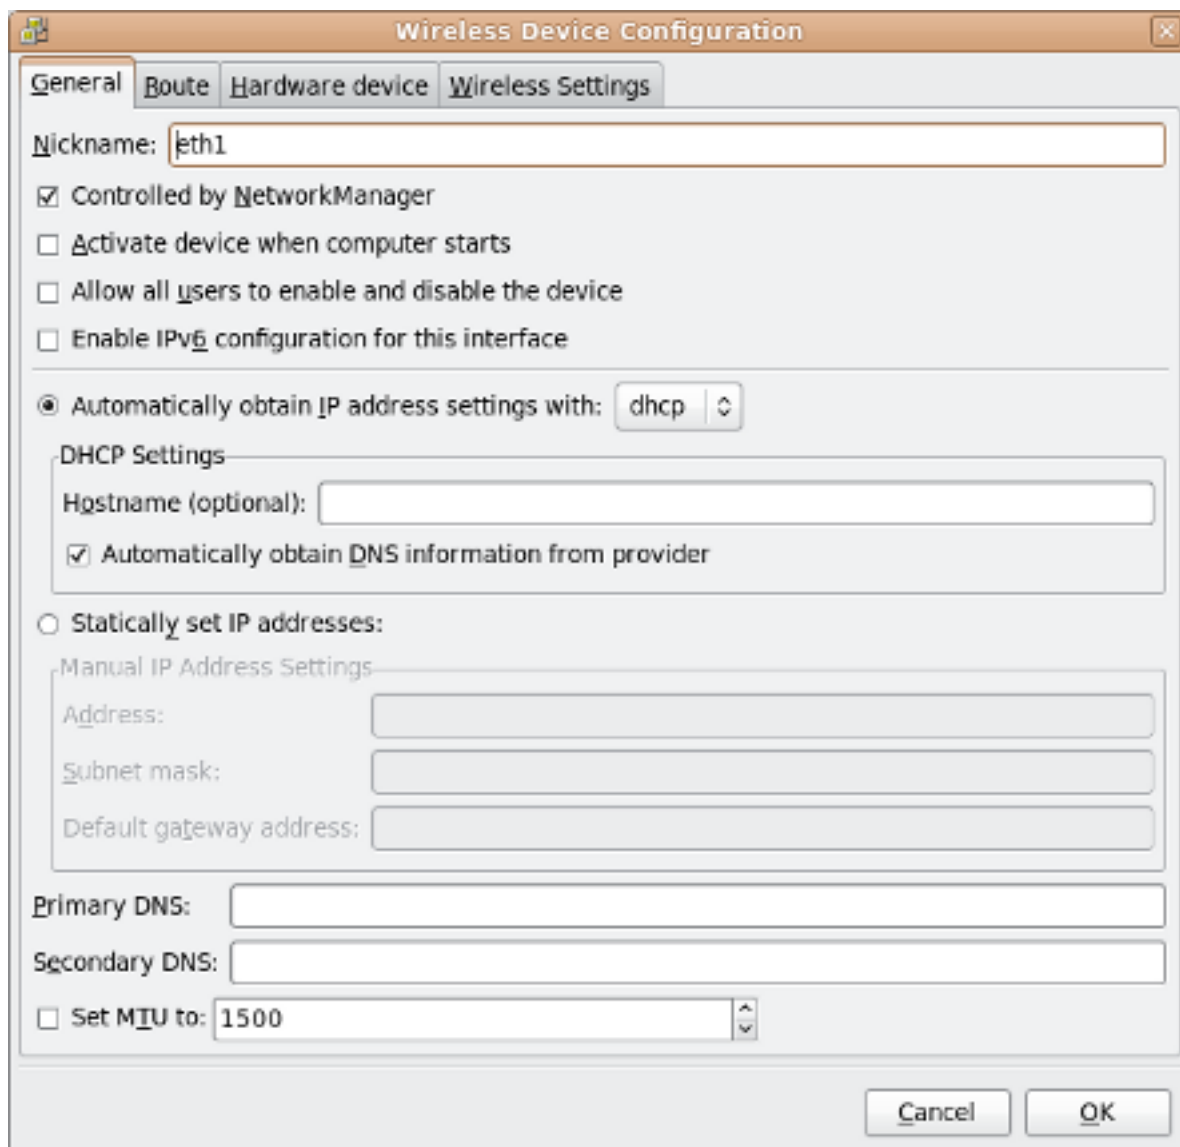 Wireless Device Configuration
General Route Hardware device Wireless Settings
Nickname: eth1
Controlled by NetworkManager
Activate device when computer starts
Allow all users to enable and disable the device
Enable IPv6 configuration for this interface
Automatically obtain IP address settings with: dhcp
DHCP Settings
Hostname (optional):
Automatically obtain DNS information from provider
Statically set IP addresses:
Manual IP Address Settings
Address:
Subnet mask:
Default gateway address:
Primary DNS:
Secondary DNS:
Set MTU to: 1500
Cancel OK